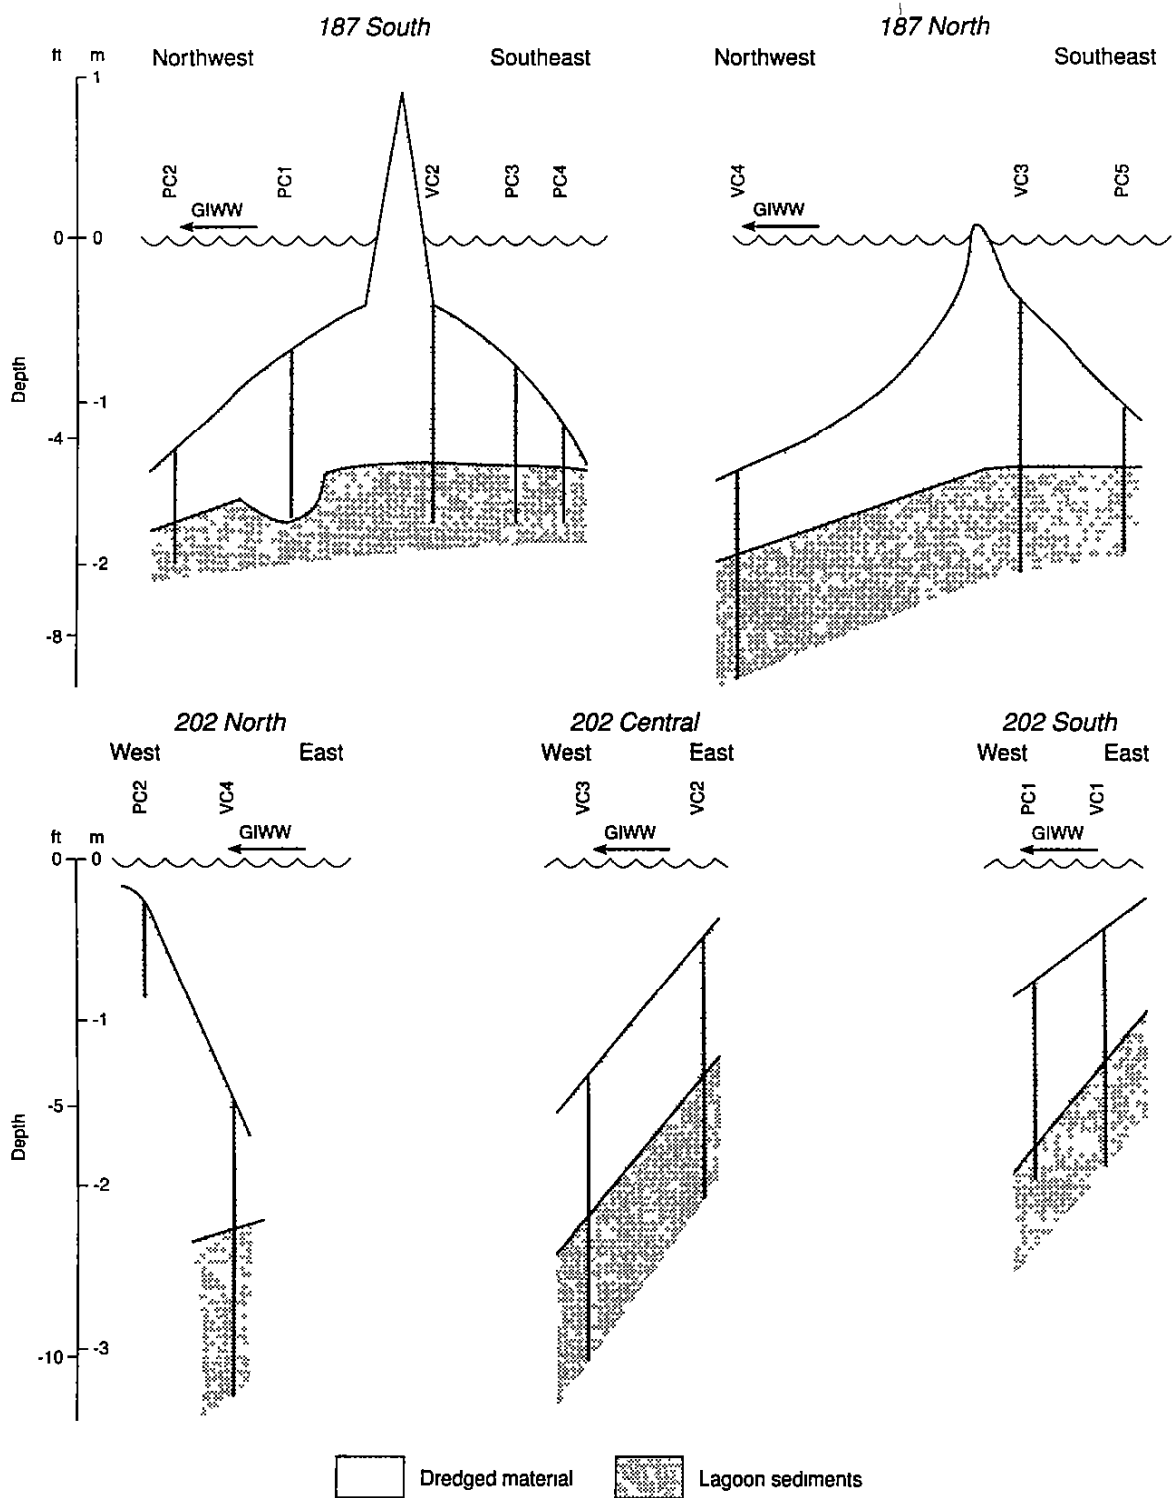 187 South
187 North
ft m
Northwest
Southeast
Northwest
Southeast
1
PC2
PC1
VC2
PC3
PC4
VC4
VC3
PC5
GIWW
GIWW
0 0
Depth
-1
-4
-2
-8
202 North
202 Central
202 South
West East
West East
West East
PC2
VC4
VC3
VC2
PC1
VC1
ft m
GIWW
GIWW
GIWW
0 0
-1
Depth
-5
-2
-3
-10
Dredged material
Lagoon sediments